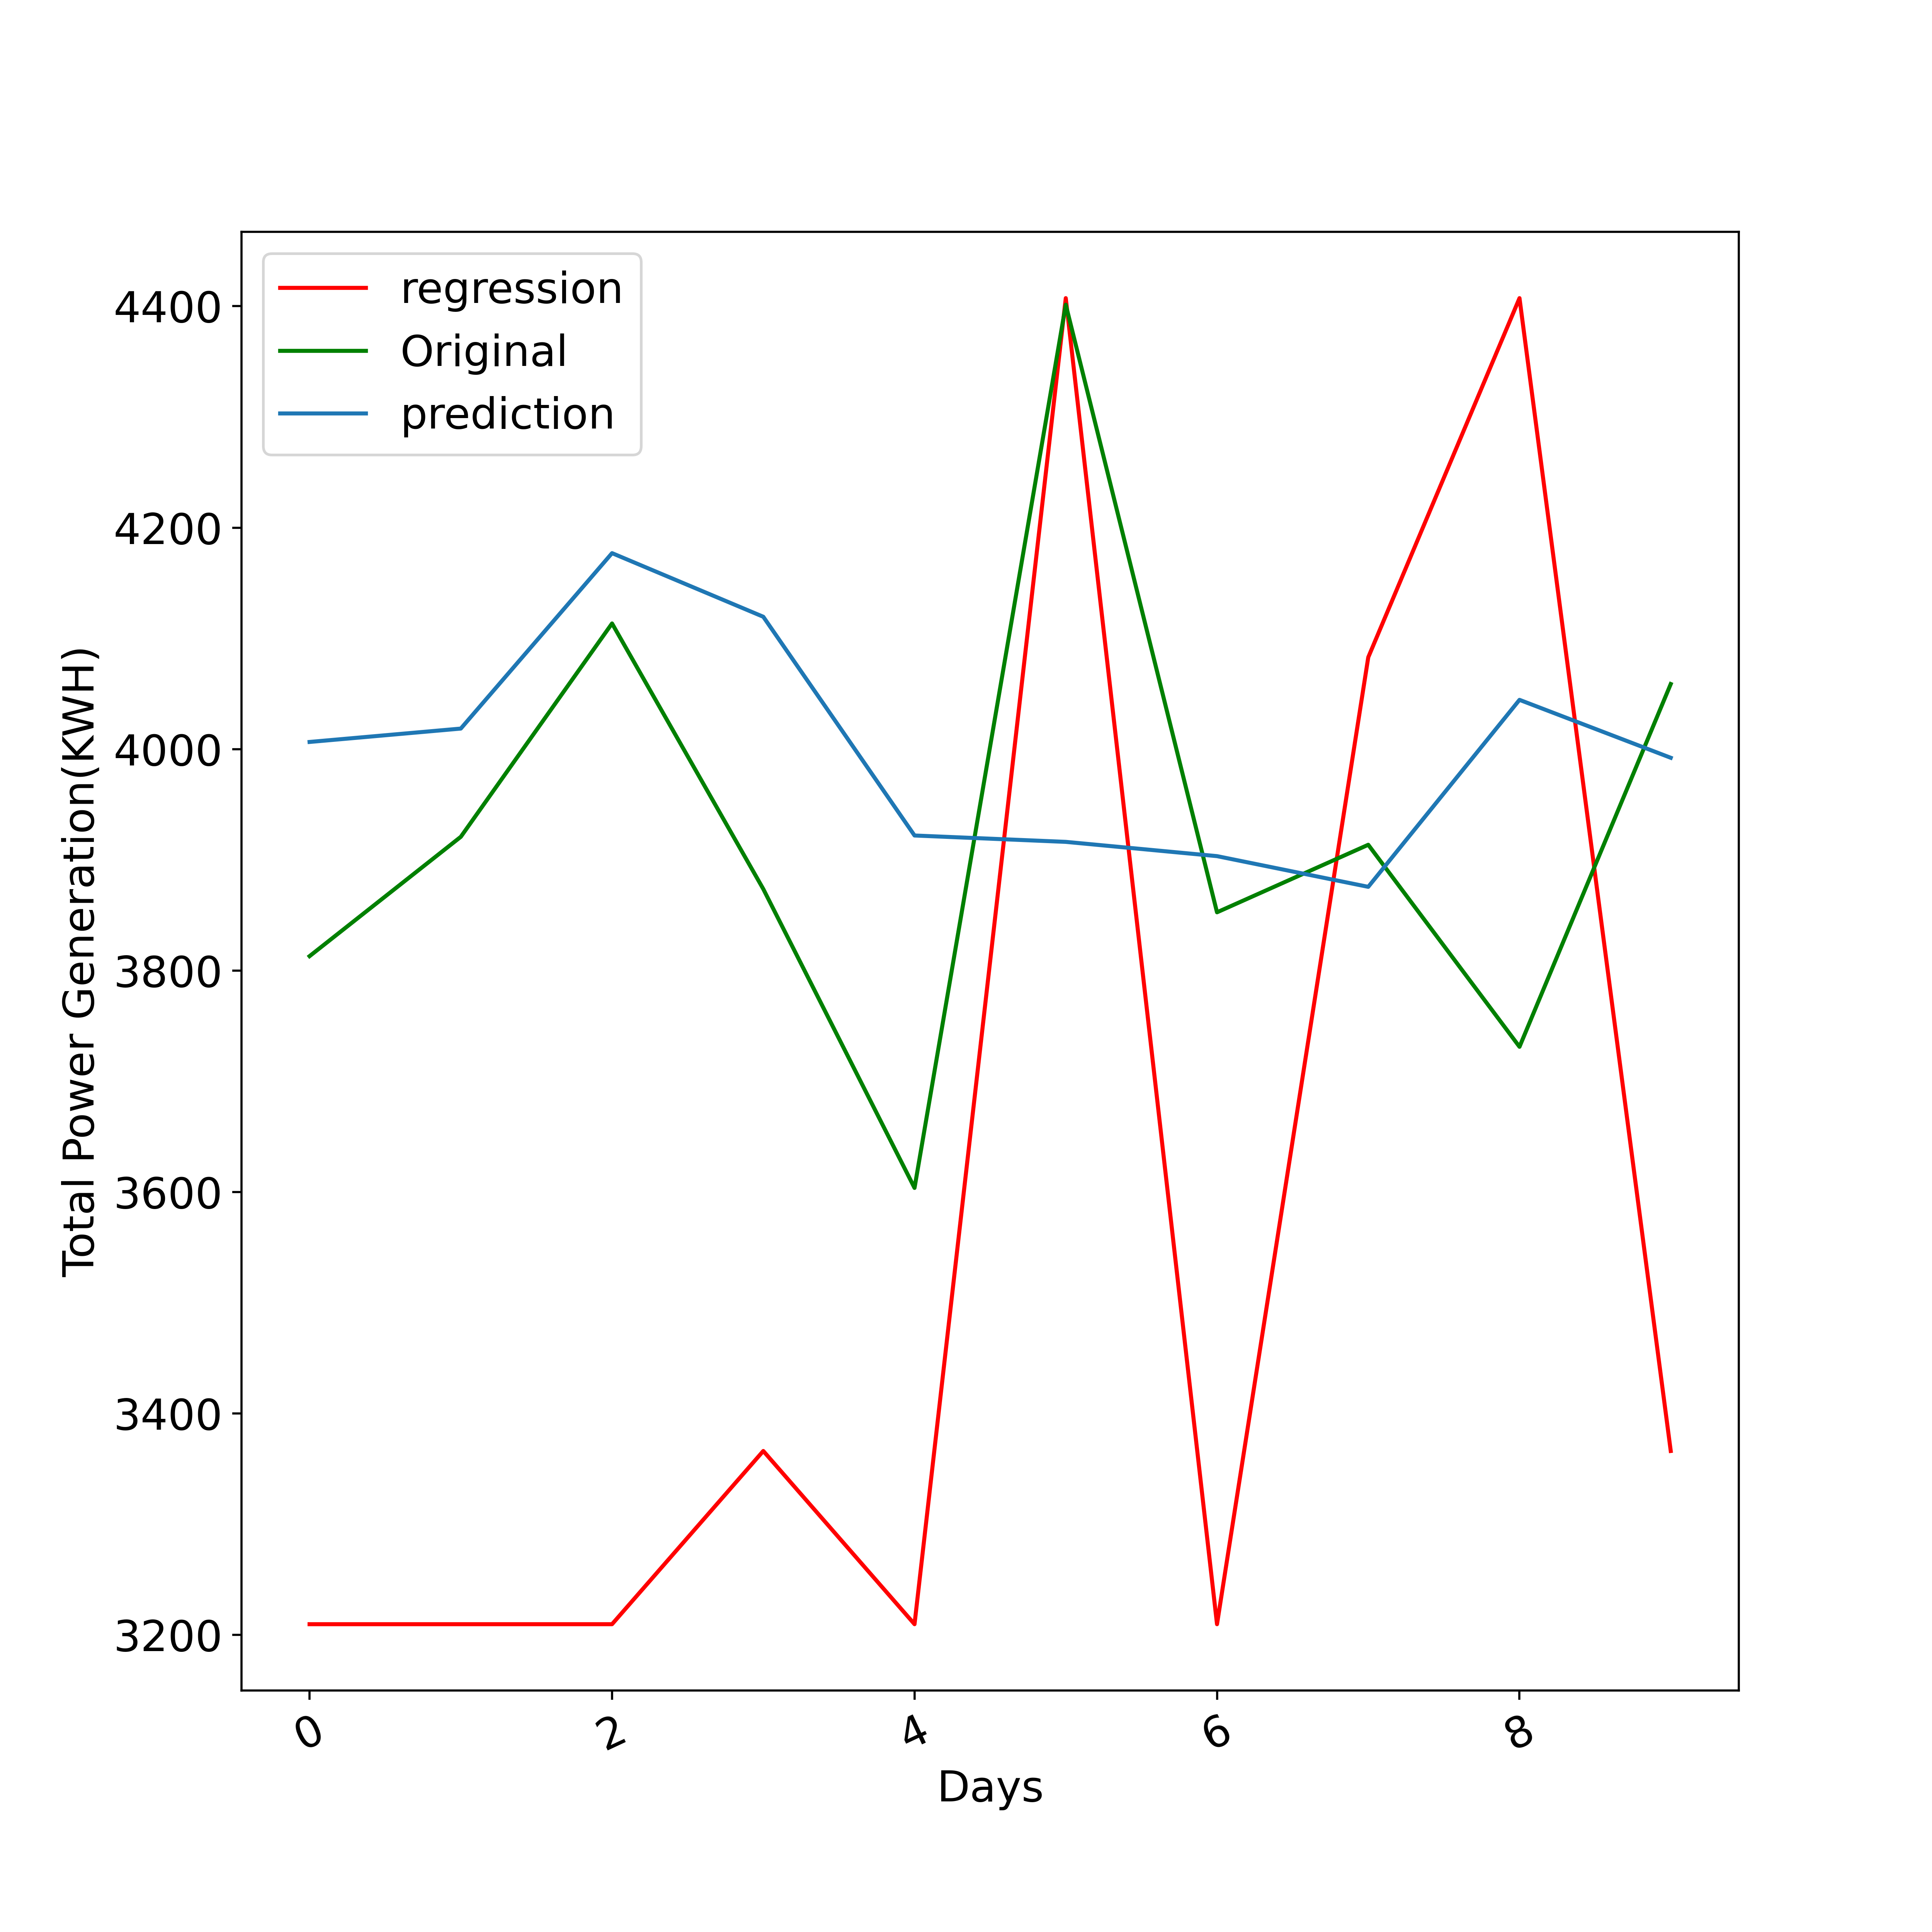 regression
Original
prediction
4400
4200
4000
3800
3600
3400
3200
Total Power Generation(KWH)
0 2 4 6 8
Days